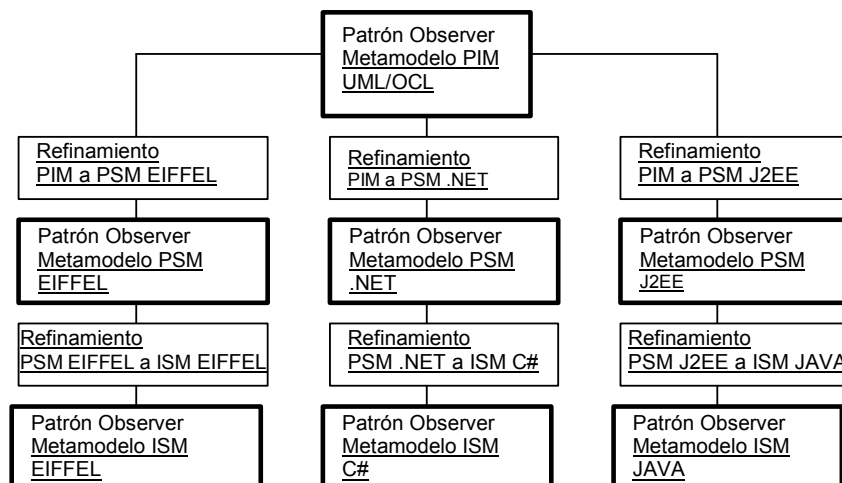 Patrón Observer
Metamodelo PIM
UML/OCL
Refinamiento
PIM a PSM EIFFEL
Refinamiento
PIM a PSM .NET
Refinamiento
PIM a PSM J2EE
Patrón Observer
Metamodelo PSM
EIFFEL
Patrón Observer
Metamodelo PSM
.NET
Patrón Observer
Metamodelo PSM
J2EE
Refinamiento
PSM EIFFEL a ISM EIFFEL
Refinamiento
PSM .NET a ISM C#
Refinamiento
PSM J2EE a ISM JAVA
Patrón Observer
Metamodelo ISM
EIFFEL
Patrón Observer
Metamodelo ISM
C#
Patrón Observer
Metamodelo ISM
JAVA